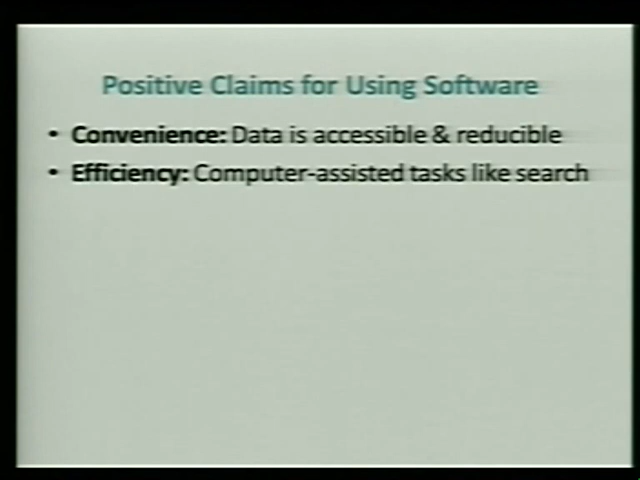 Positive Claims for Using Software
• Convenience: Data is accessible & reducible
• Efficiency: Computer-assisted tasks like search